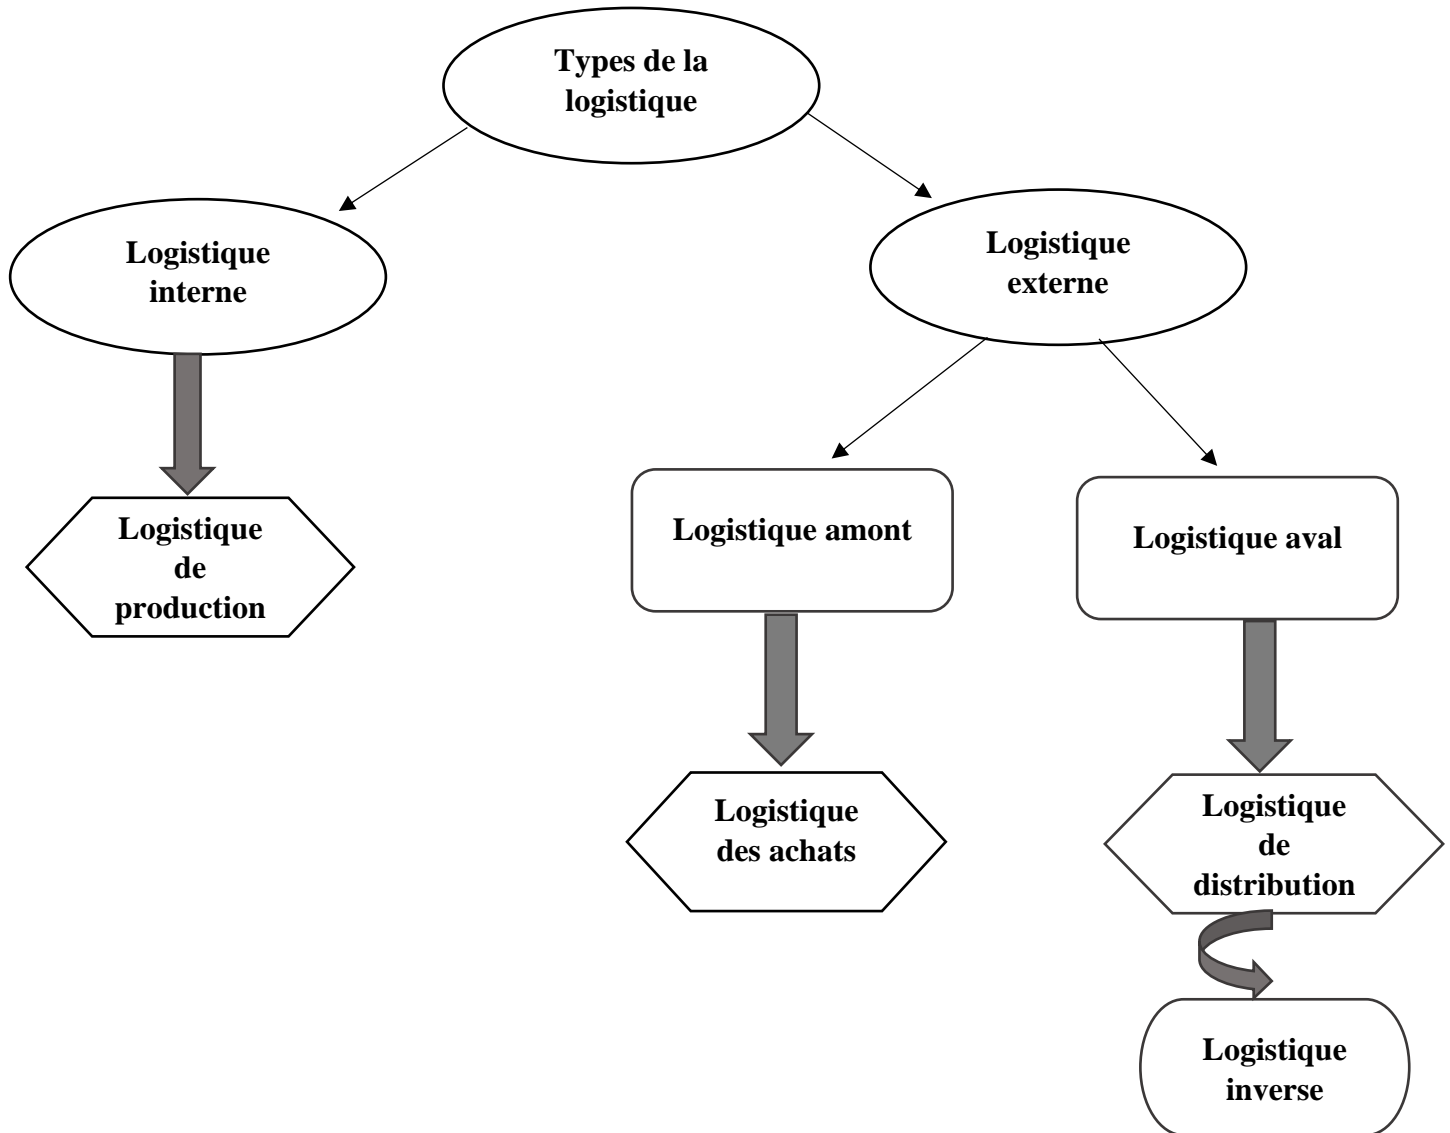 Types de la
logistique
Logistique
interne
Logistique
externe
Logistique
de
production
Logistique amont
Logistique aval
Logistique
des achats
Logistique
de
distribution
Logistique
inverse